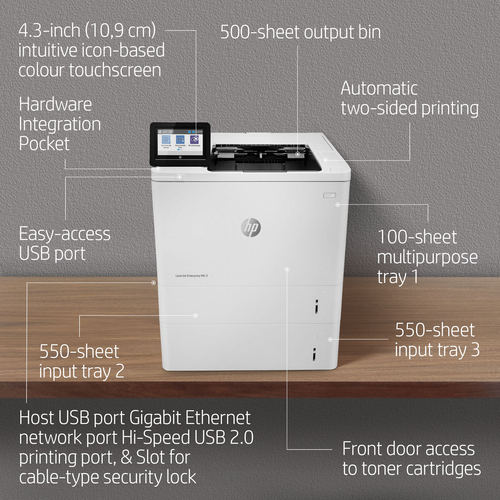 4.3-inch (10,9 cm)
intuitive icon-based
colour touchscreen
500-sheet output bin
Automatic
two-sided printing
Hardware
Integration
Pocket
Easy-access
USB port
hp
100-sheet
multipurpose
tray 1
550-sheet
input tray 2
550-sheet
input tray 3
Host USB port Gigabit Ethernet
network port Hi-Speed USB 2.0
printing port, & Slot for
cable-type security lock
Front door access
to toner cartridges